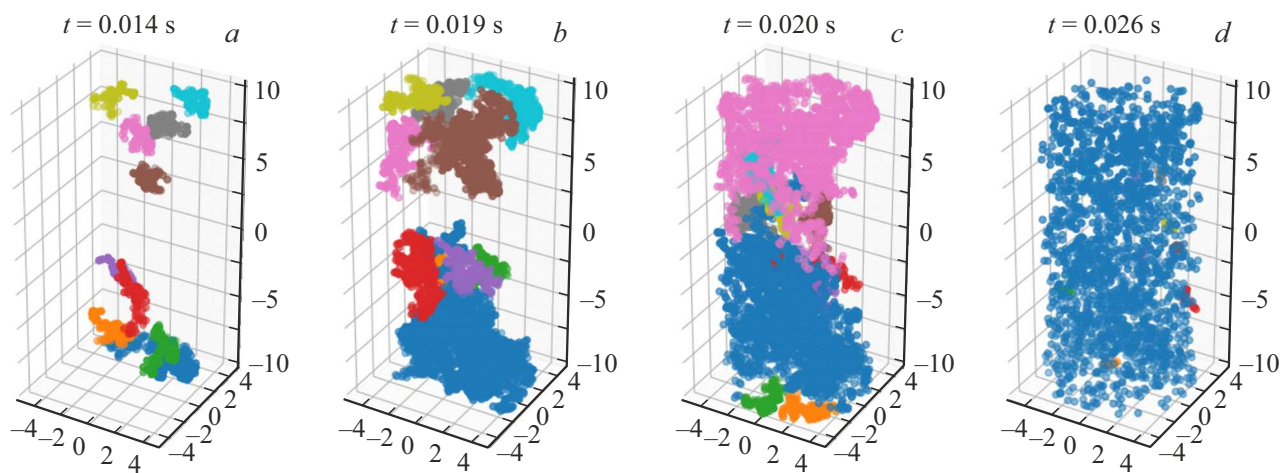 t = 0.014 s a
t = 0.019 s b
t = 0.020 s c
t = 0.026 s d
10 5 0 –5 –10
4 2 0 –2 –4
–4 –2 0 2 4
10 5 0 –5 –10
4 2 0 –2 –4
–4 –2 0 2 4
10 5 0 –5 –10
4 2 0 –2 –4
–4 –2 0 2 4
10 5 0 –5 –10
4 2 0 –2 –4
–4 –2 0 2 4